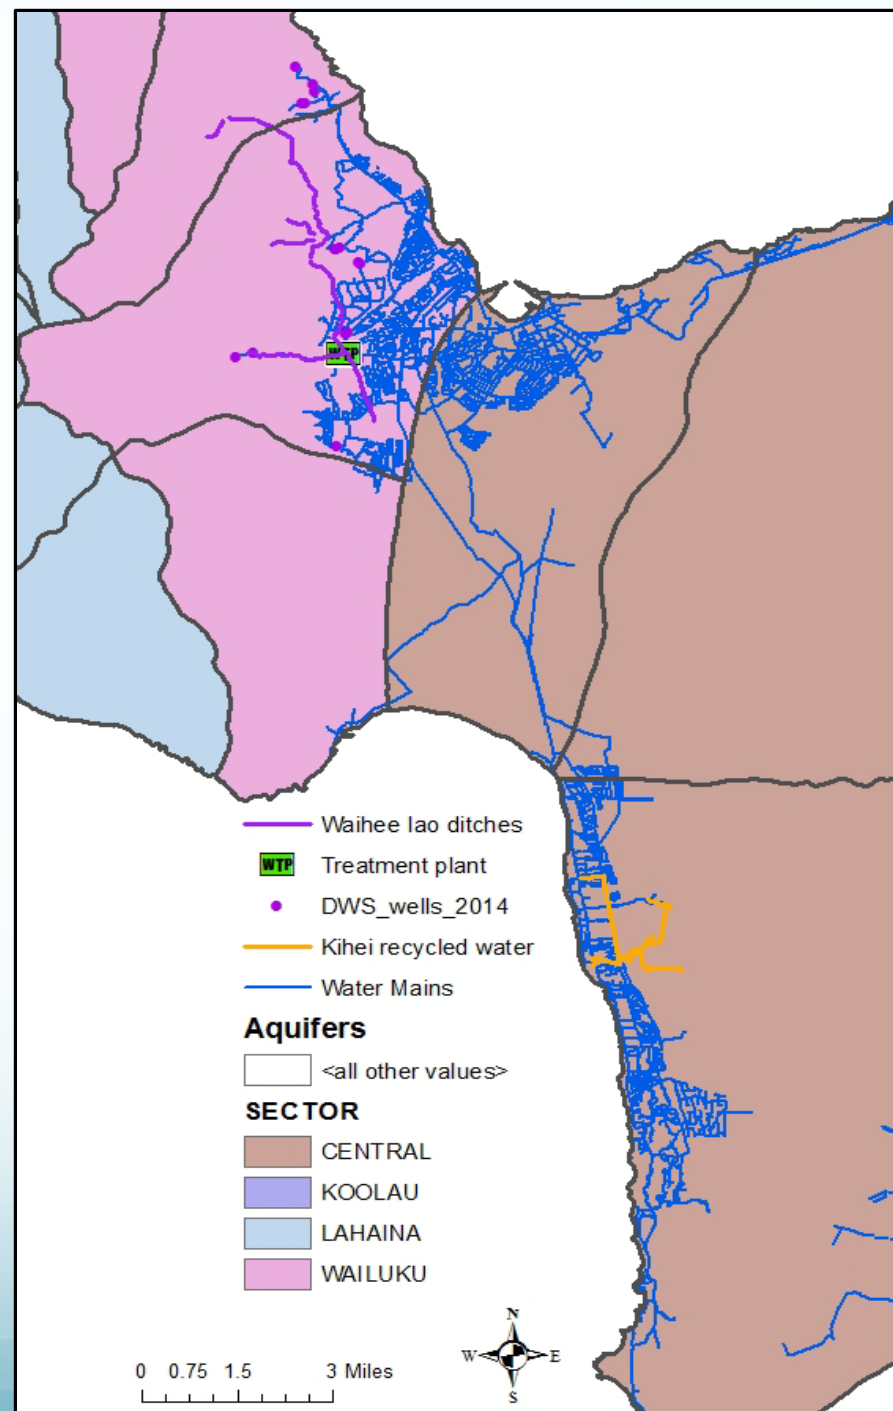 WTP
Waihee Iao ditches
WTP Treatment plant
DWS_wells_2014
Kihei recycled water
Water Mains
Aquifers
<all other values>
SECTOR
CENTRAL
KOOLAU
LAHAINA
WAILUKU
N
W E
S
0 0.75 1.5 3 Miles